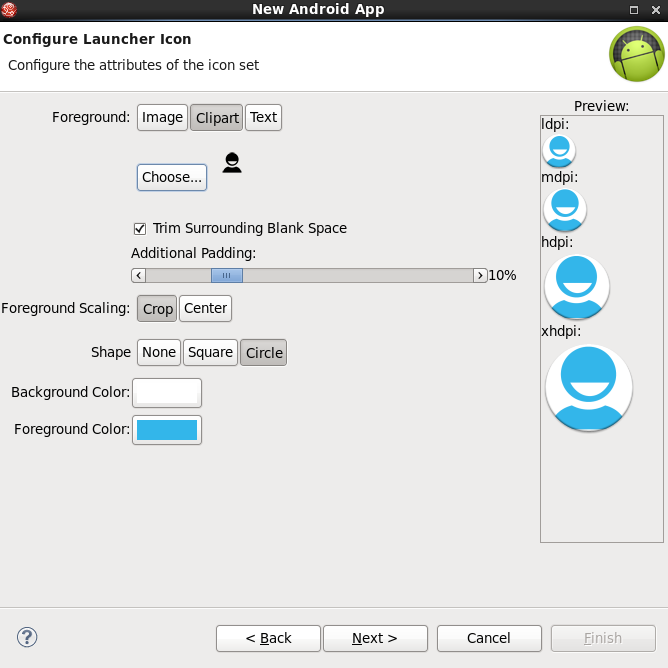 New Android App
Configure Launcher Icon
Configure the attributes of the icon set
Foreground: Image Clipart Text
Choose...
Trim Surrounding Blank Space
Additional Padding:
10%
Foreground Scaling: Crop Center
Shape None Square Circle
Background Color:
Foreground Color:
Preview:
ldpi:
mdpi:
hdpi:
xhdpi:
?
< Back Next > Cancel Finish